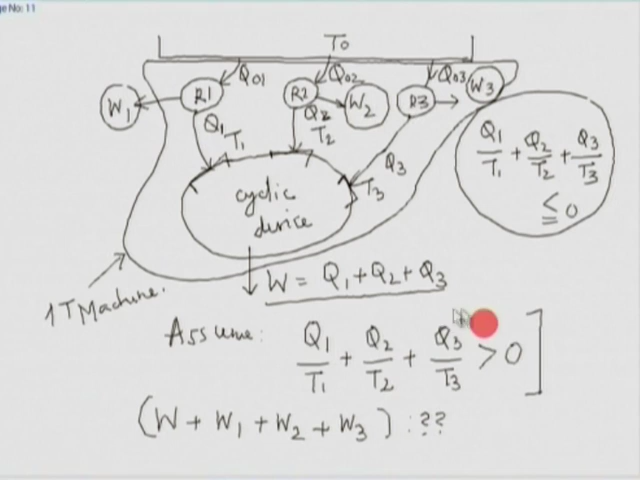 ge No: 11
T0
Q01 Q02 Q03
W1 R1 R2 W2 R3 W3
Q1 T1 Q2 T2 Q3 T3
Q1/T1 + Q2/T2 + Q3/T3 ≤ 0
cyclic
device
1T Machine.
W = Q1 + Q2 + Q3
Assume: Q1/T1 + Q2/T2 + Q3/T3 > 0 ]
(W + W1 + W2 + W3) : ??